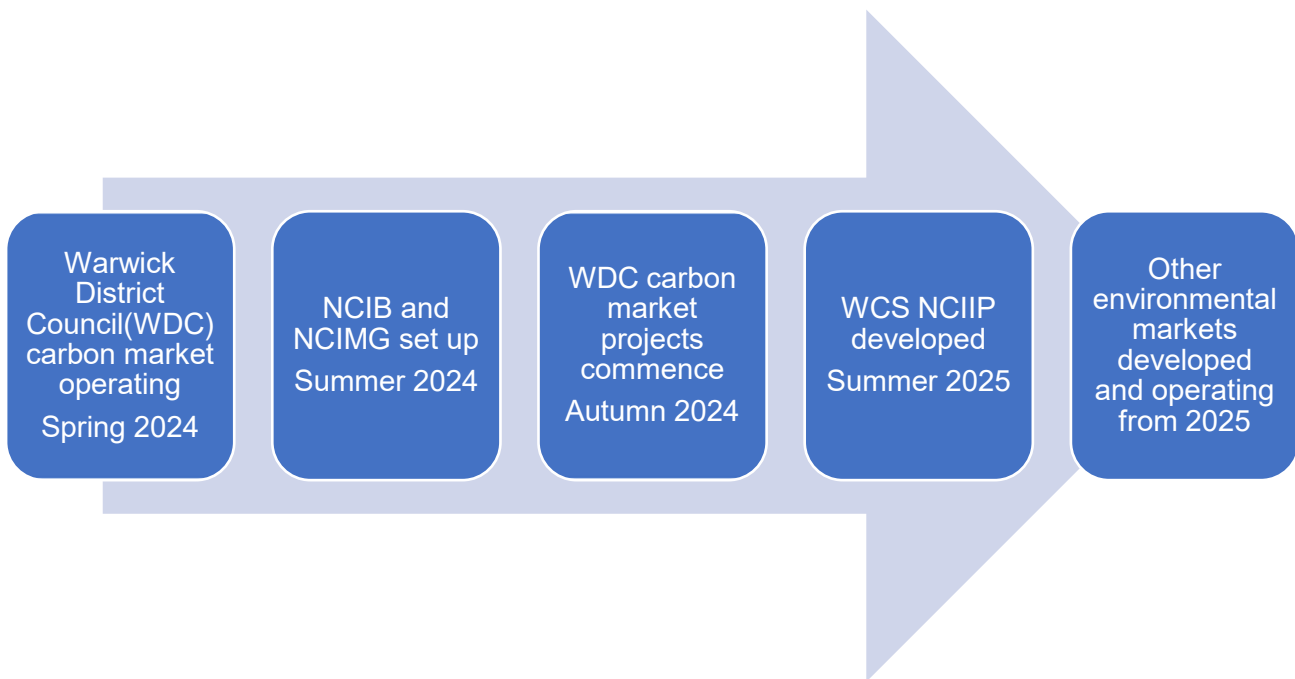 Warwick
District
Council(WDC)
carbon market
operating
Spring 2024
NCIB and
NCIMG set up
Summer 2024
WDC carbon
market
projects
commence
Autumn 2024
WCS NCIIP
developed
Summer 2025
Other
environmental
markets
developed
and operating
from 2025